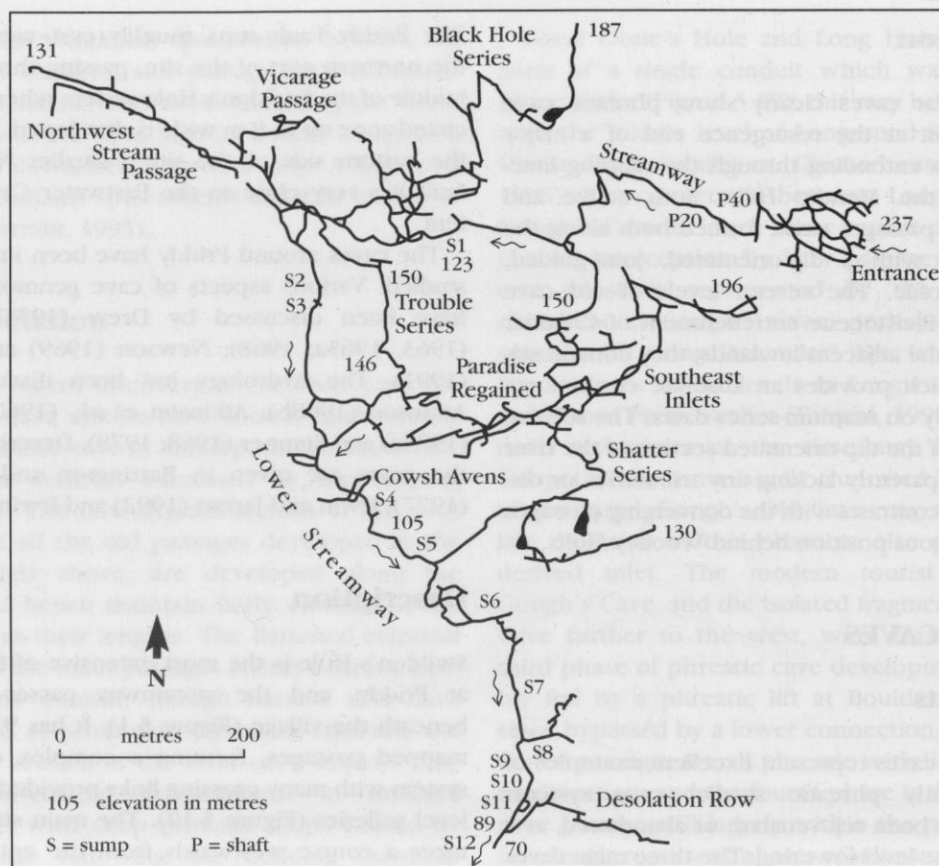 187
Black Hole
Series
131
Vicarage
Passage
Northwest
Stream
Passage
Streamway
P40
P20
237
Entrance
S1
123
S2
S3
150
Trouble
Series
196
150
146
Paradise
Regained
Southeast
Inlets
Shatter
Series
Cowsh Avens
S4
Lower
Streamway
105
S5
130
S6
S7
S8
S9
S10
S11
89
S12
70
Desolation Row
N
0 metres 200
105 elevation in metres
S = sump P = shaft